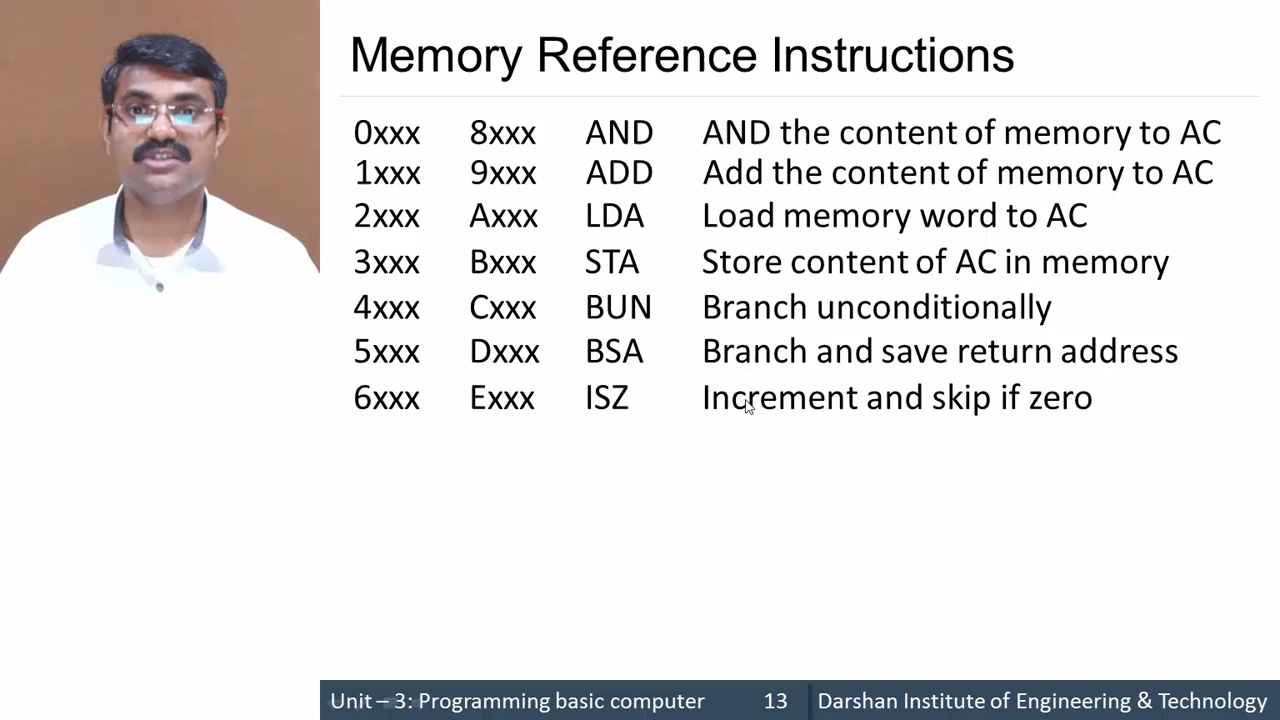 Memory Reference Instructions
0xxx 8xxx AND AND the content of memory to AC
1xxx 9xxx ADD Add the content of memory to AC
2xxx Axxx LDA Load memory word to AC
3xxx Bxxx STA Store content of AC in memory
4xxx Cxxx BUN Branch unconditionally
5xxx Dxxx BSA Branch and save return address
6xxx Exxx ISZ Increment and skip if zero
Unit – 3: Programming basic computer 13 Darshan Institute of Engineering & Technology